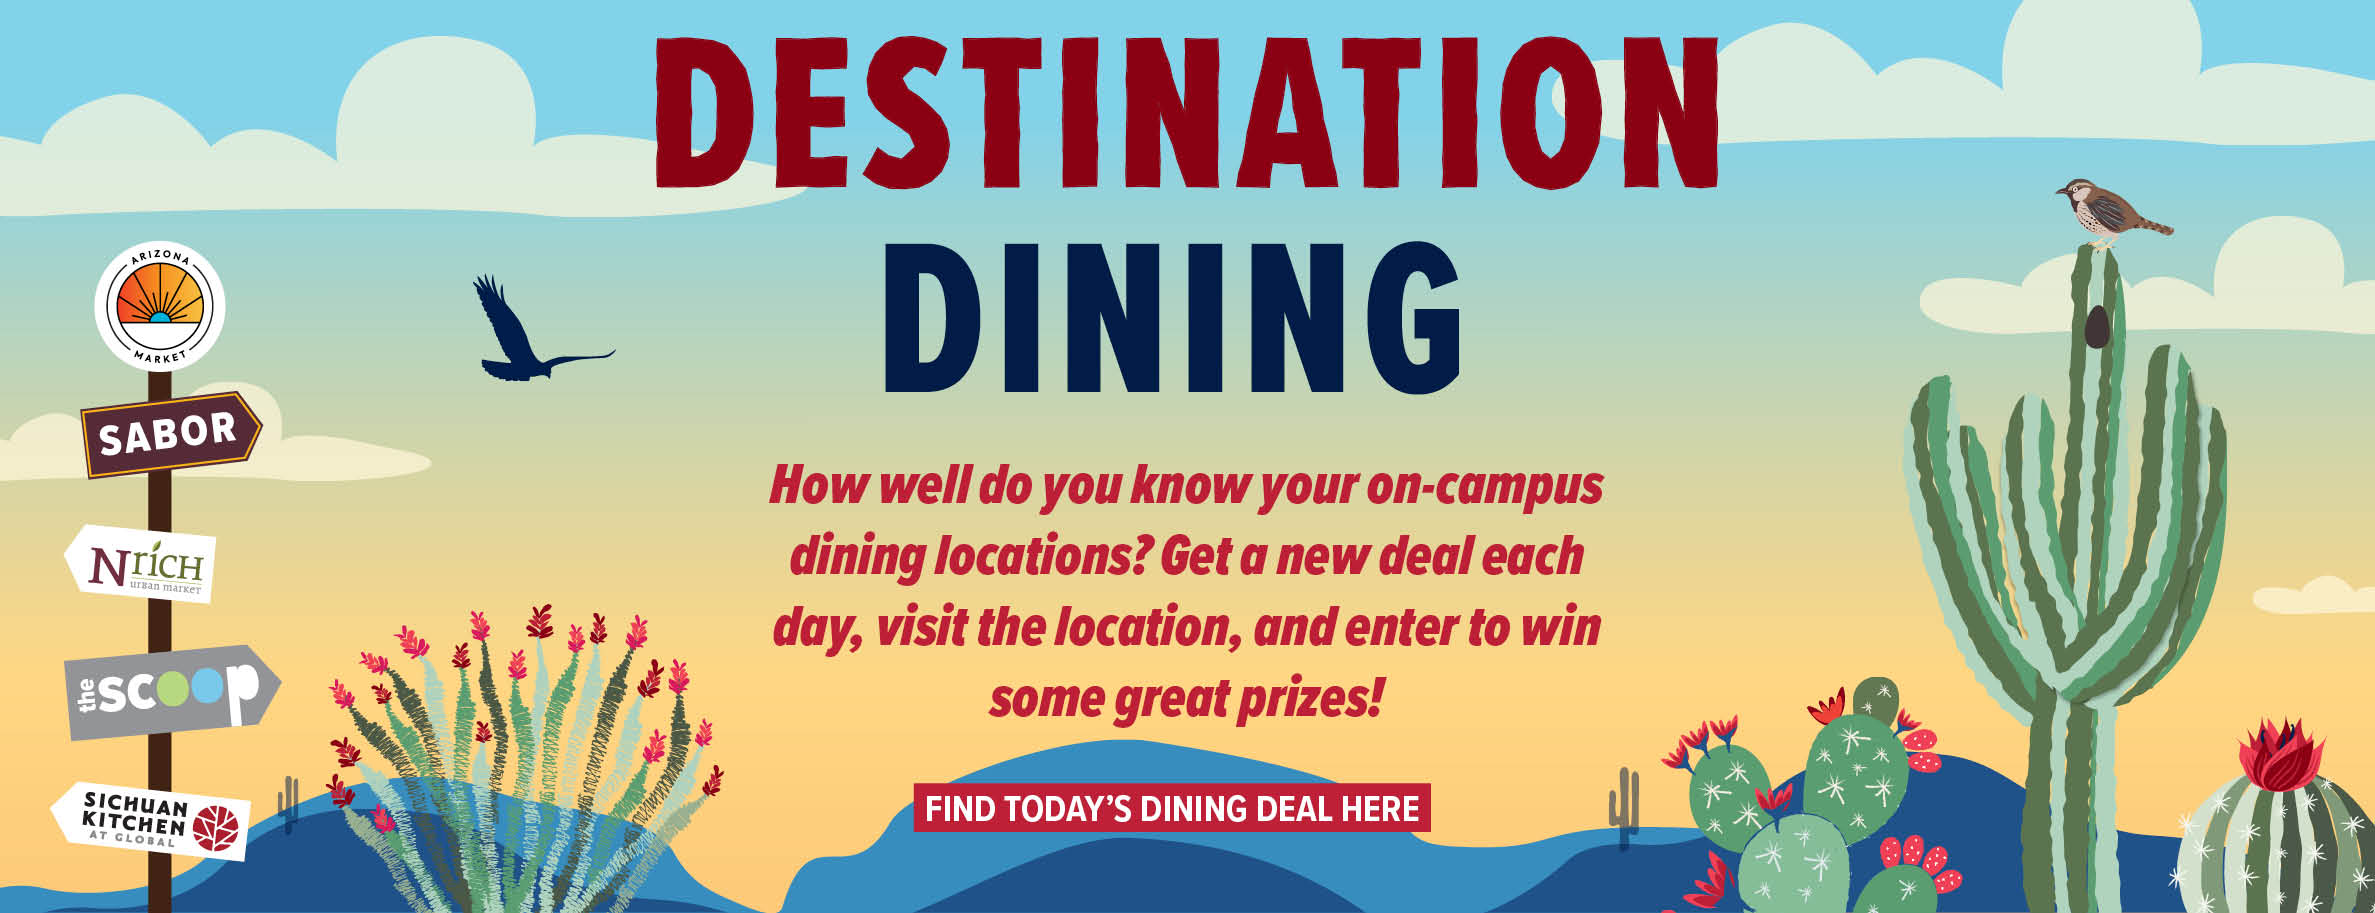 DESTINATION
DINING
How well do you know your on-campus
dining locations? Get a new deal each
day, visit the location, and enter to win
some great prizes!
FIND TODAY'S DINING DEAL HERE
ARIZONA
MARKET
SABOR
Nrich
urban market
the scoop
SICHUAN
KITCHEN
AT GLOBAL